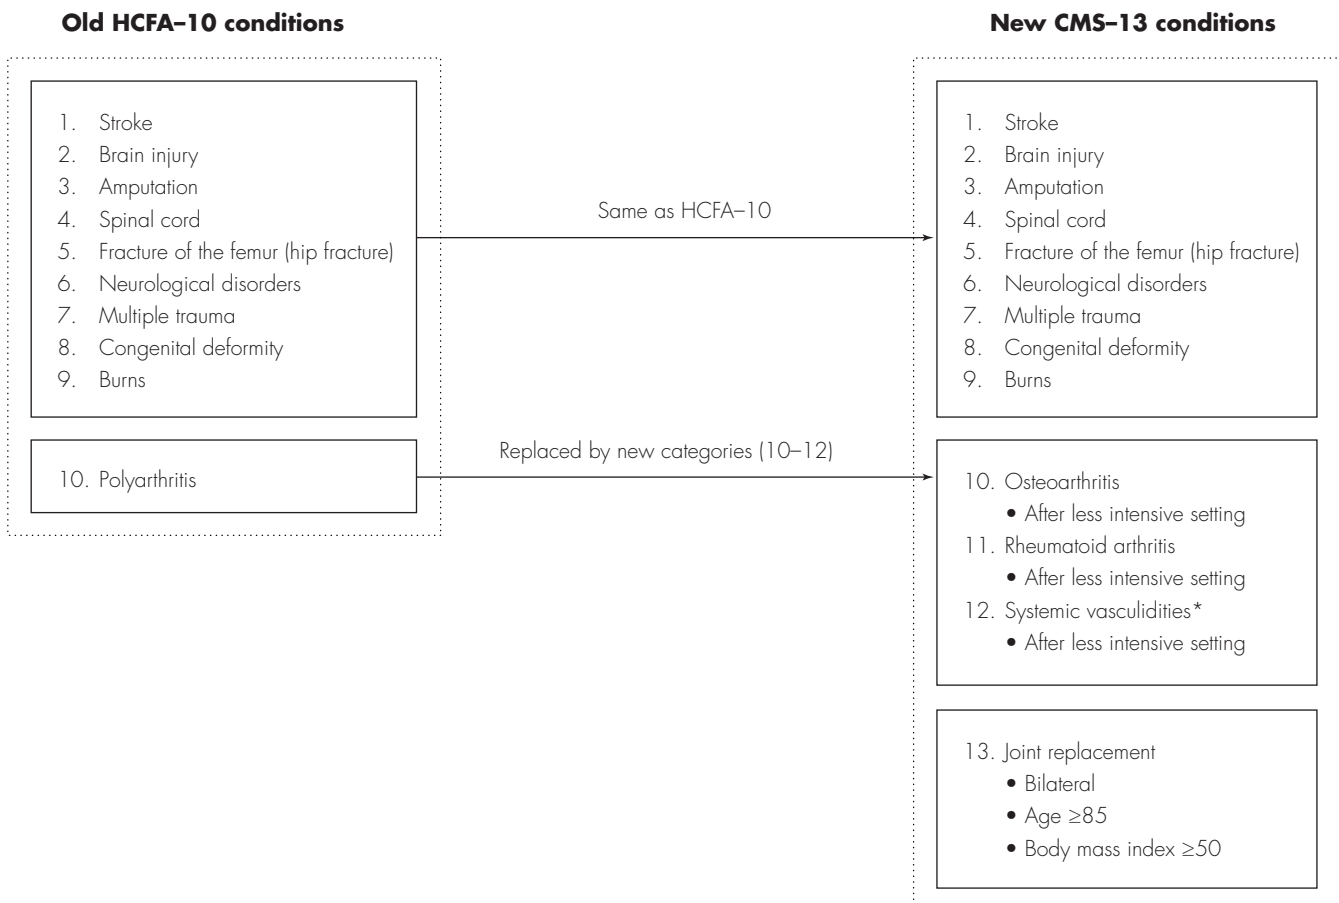 Old HCFA–10 conditions
1. Stroke
2. Brain injury
3. Amputation
4. Spinal cord
5. Fracture of the femur (hip fracture)
6. Neurological disorders
7. Multiple trauma
8. Congenital deformity
9. Burns
10. Polyarthritis
Same as HCFA–10
Replaced by new categories (10–12)
New CMS–13 conditions
1. Stroke
2. Brain injury
3. Amputation
4. Spinal cord
5. Fracture of the femur (hip fracture)
6. Neurological disorders
7. Multiple trauma
8. Congenital deformity
9. Burns
10. Osteoarthritis
• After less intensive setting
11. Rheumatoid arthritis
• After less intensive setting
12. Systemic vasculidities*
• After less intensive setting
13. Joint replacement
• Bilateral
• Age ≥85
• Body mass index ≥50